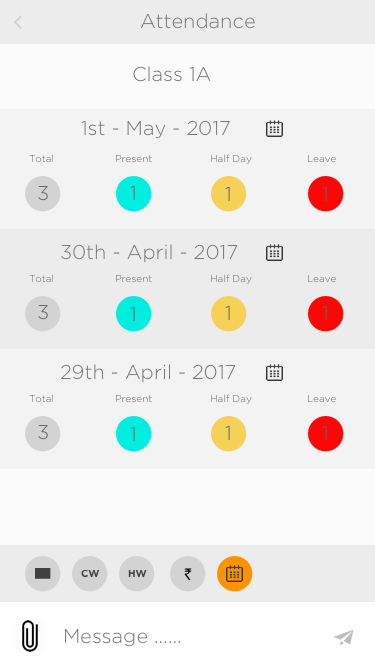 Attendance
Class 1A
1st - May - 2017
Total Present Half Day Leave
3 1 1 1
30th - April - 2017
Total Present Half Day Leave
3 1 1 1
29th - April - 2017
Total Present Half Day Leave
3 1 1 1
CW HW ₹
Message ......